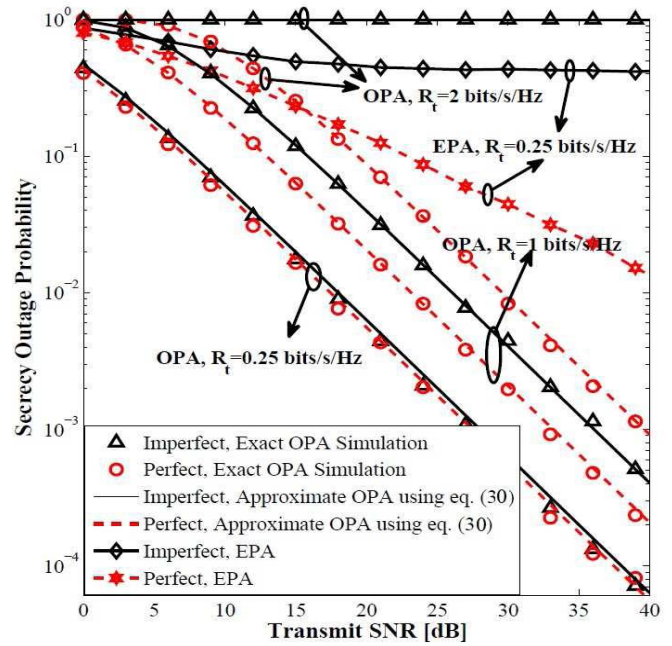 10^0
10^-1
10^-2
10^-3
10^-4
Secrecy Outage Probability
OPA, R_t=2 bits/s/Hz
EPA, R_t=0.25 bits/s/Hz
OPA, R_t=1 bits/s/Hz
OPA, R_t=0.25 bits/s/Hz
Imperfect, Exact OPA Simulation
Perfect, Exact OPA Simulation
Imperfect, Approximate OPA using eq. (30)
Perfect, Approximate OPA using eq. (30)
Imperfect, EPA
Perfect, EPA
0 5 10 15 20 25 30 35 40
Transmit SNR [dB]